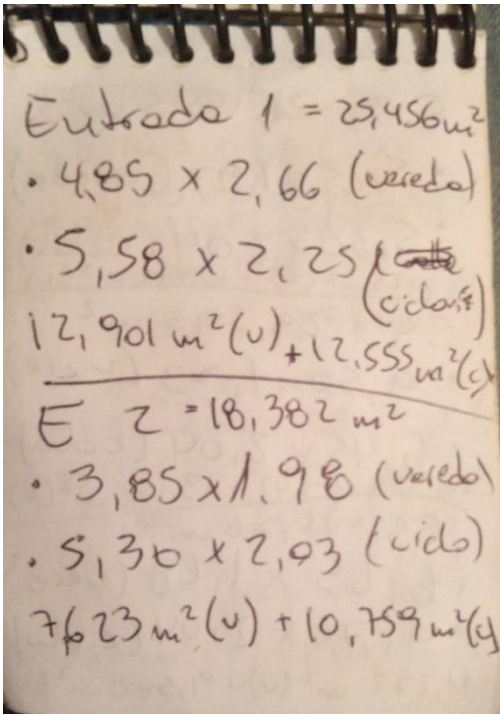 Entrada 1 = 25,456 m²
• 4,85 x 2,66 (vereda)
• 5,58 x 2,25
(ciclovía)
12,901 m² (v) + 12,555 m² (c)
E 2 = 18,382 m²
• 3,85 x 1.98 (vereda)
• 5,30 x 2,03 (ciclo)
7,623 m² (v) + 10,759 m² (c)